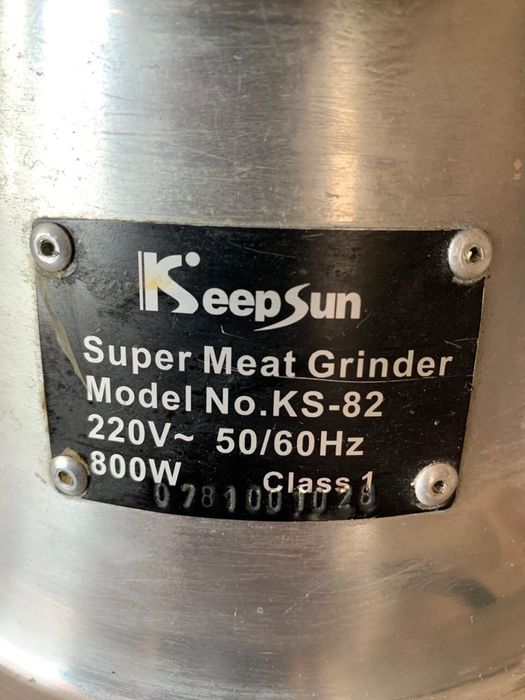 KeepSun
Super Meat Grinder
Model No.KS-82
220V~ 50/60Hz
800W Class 1
0781001028